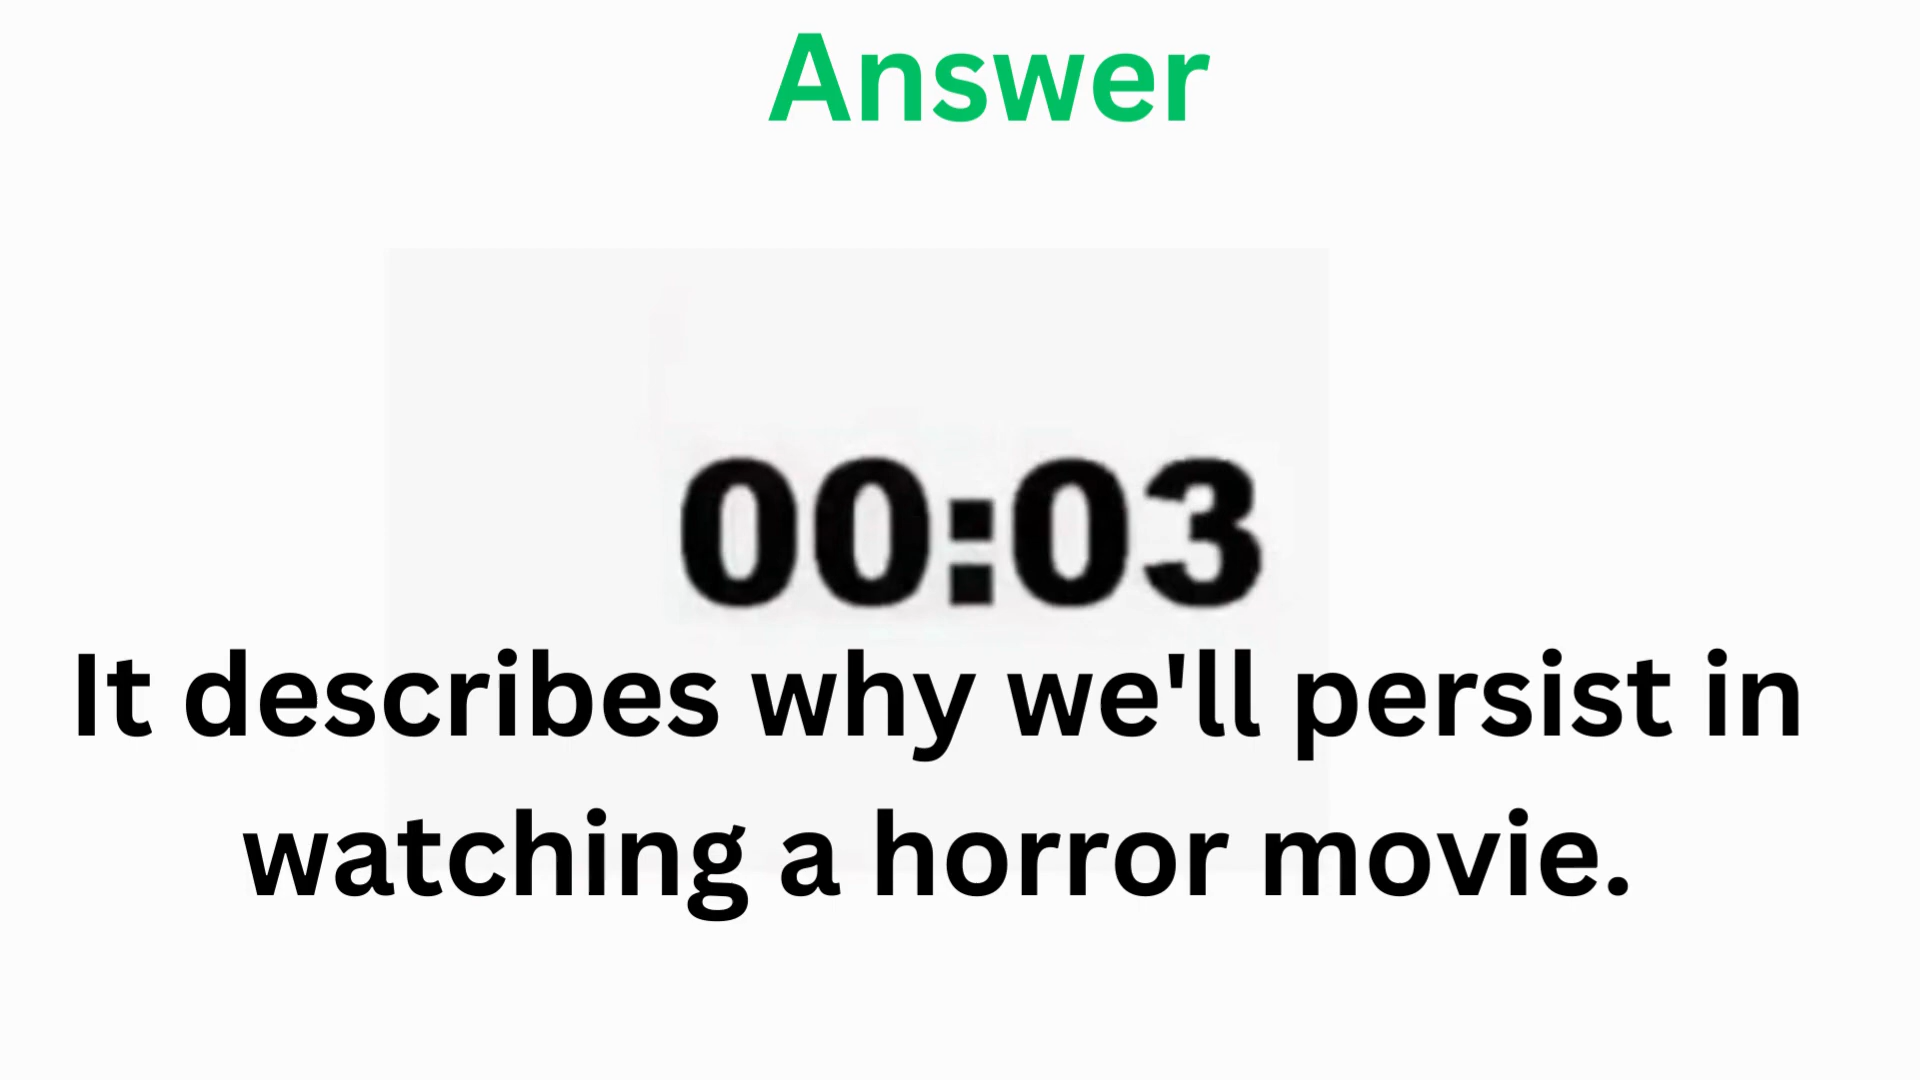 Answer
00:03
It describes why we'll persist in
watching a horror movie.